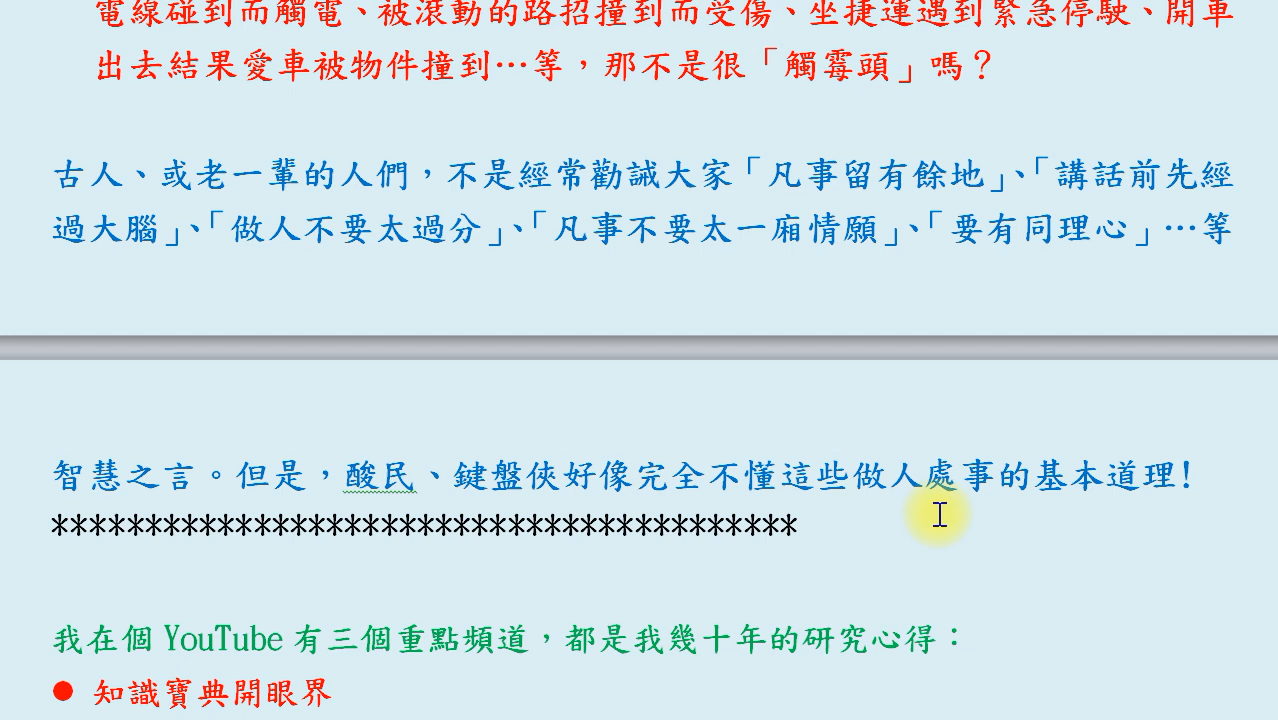 電線碰到而觸電、被滾動的路招撞到而受傷、坐捷運遇到緊急停駛、開車
出去結果愛車被物件撞到…等，那不是很「觸霉頭」嗎？
古人、或老一輩的人們，不是經常勸誡大家「凡事留有餘地」、「講話前先經
過大腦」、「做人不要太過分」、「凡事不要太一廂情願」、「要有同理心」…等
智慧之言。但是，酸民、鍵盤俠好像完全不懂這些做人處事的基本道理!
*****************************************
我在個 YouTube 有三個重點頻道，都是我幾十年的研究心得：
● 知識寶典開眼界